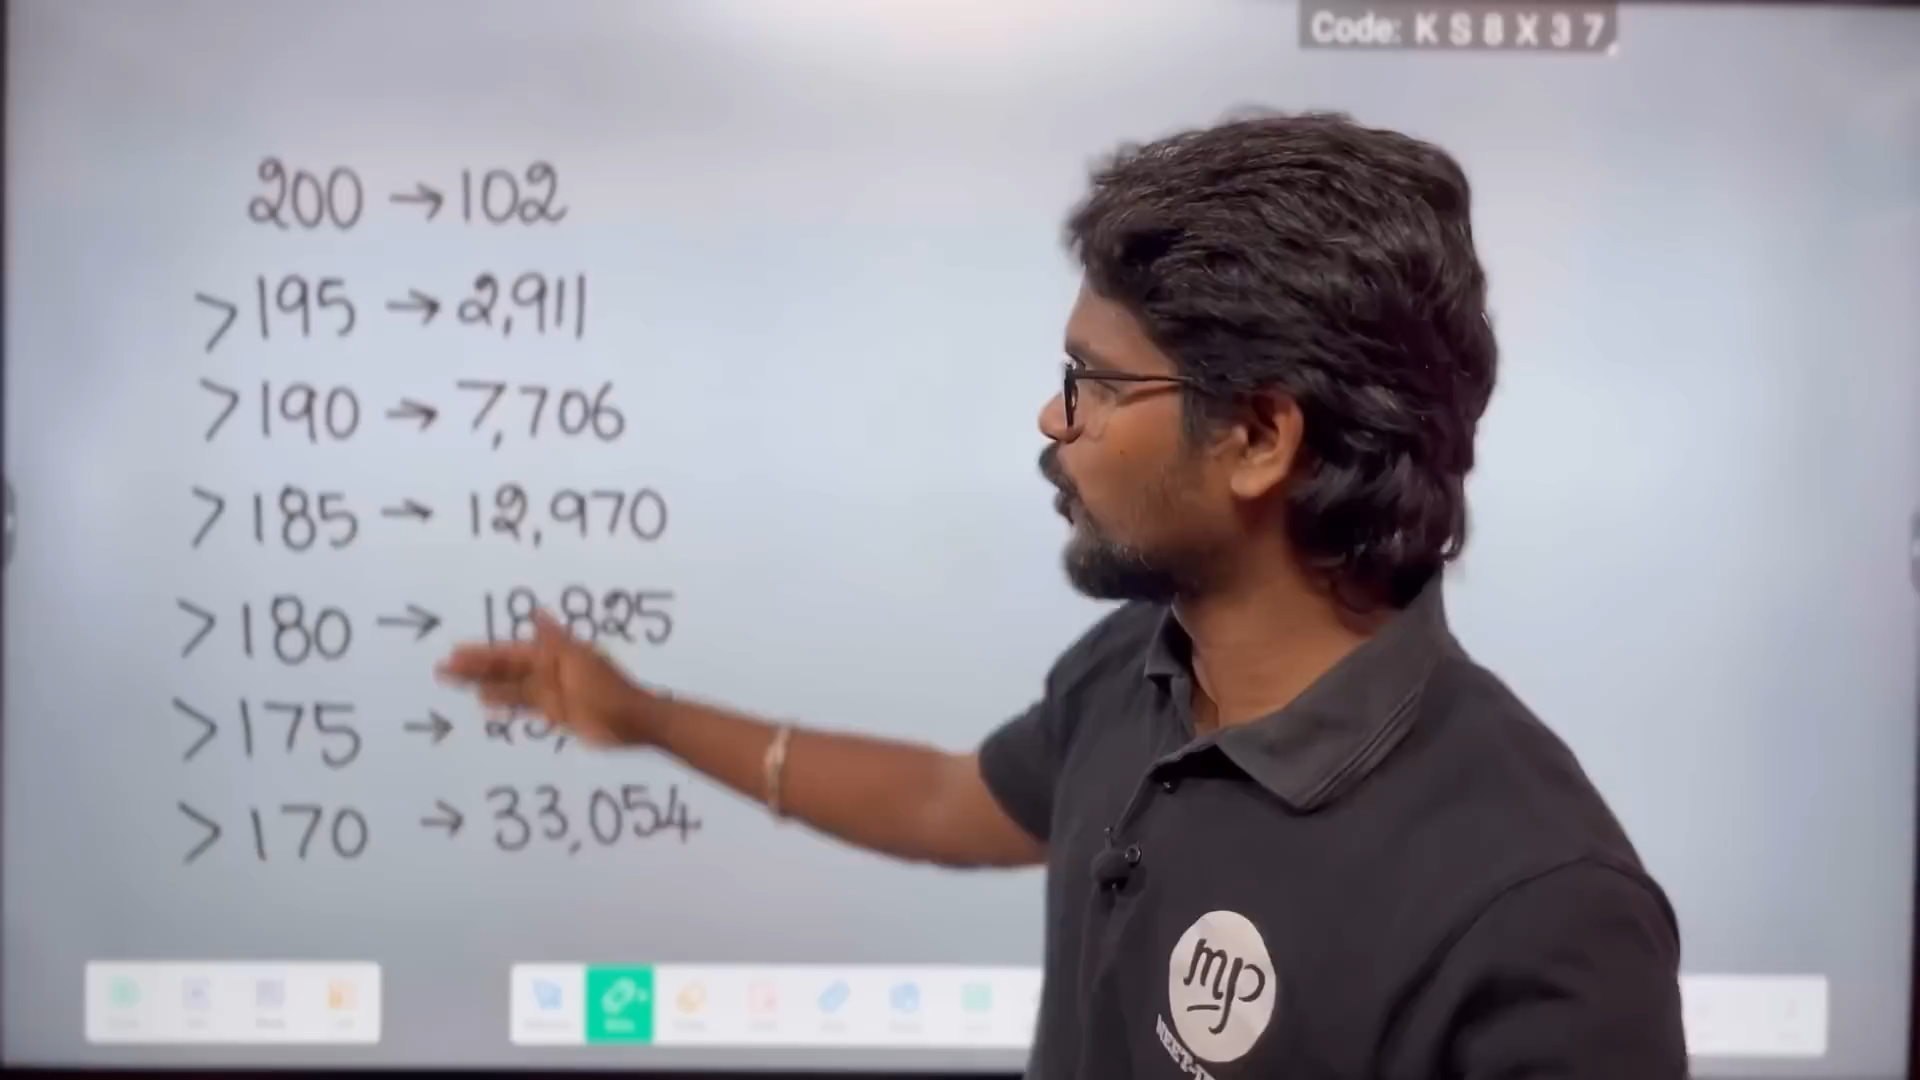 Code: K S 8 X 3 7
200 → 102
> 195 → 2,911
> 190 → 7,706
> 185 → 12,970
> 180 → 18,825
> 175 →
> 170 → 33,054
mp